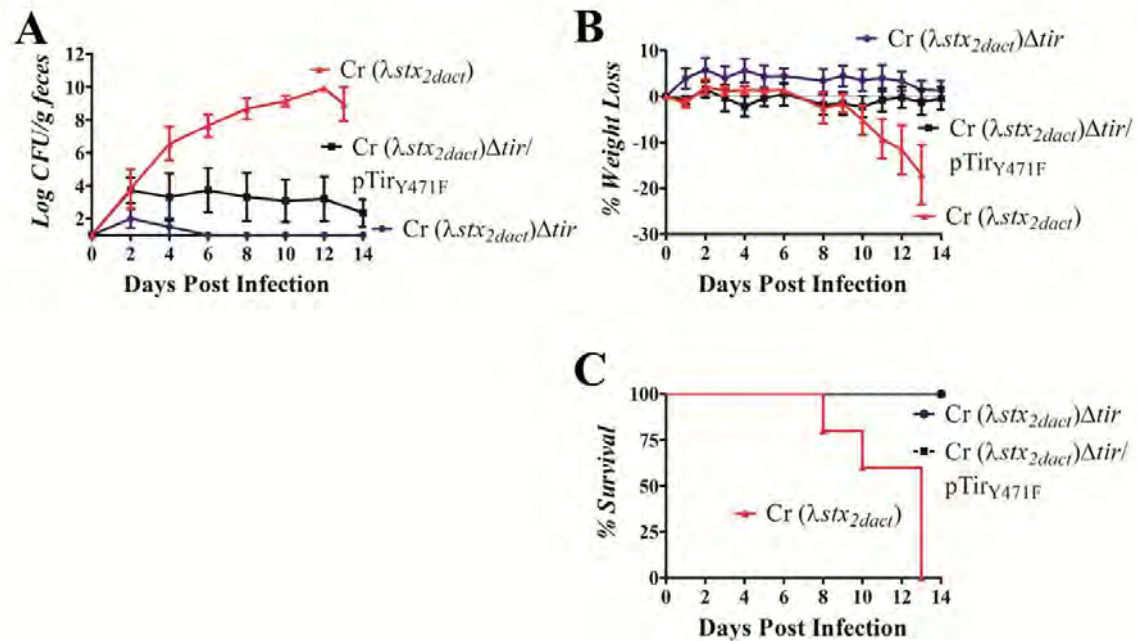 A
Log CFU/g feces
12
10
8
6
4
2
0 2 4 6 8 10 12 14
Days Post Infection
Cr (λstx2dact)
Cr (λstx2dact)Δtir/
pTirY471F
Cr (λstx2dact)Δtir
B
% Weight Loss
10
0
-10
-20
-30
0 2 4 6 8 10 12 14
Days Post Infection
Cr (λstx2dact)Δtir
Cr (λstx2dact)Δtir/
pTirY471F
Cr (λstx2dact)
C
% Survival
100
75
50
25
0
0 2 4 6 8 10 12 14
Days Post Infection
Cr (λstx2dact)Δtir
Cr (λstx2dact)Δtir/
pTirY471F
Cr (λstx2dact)